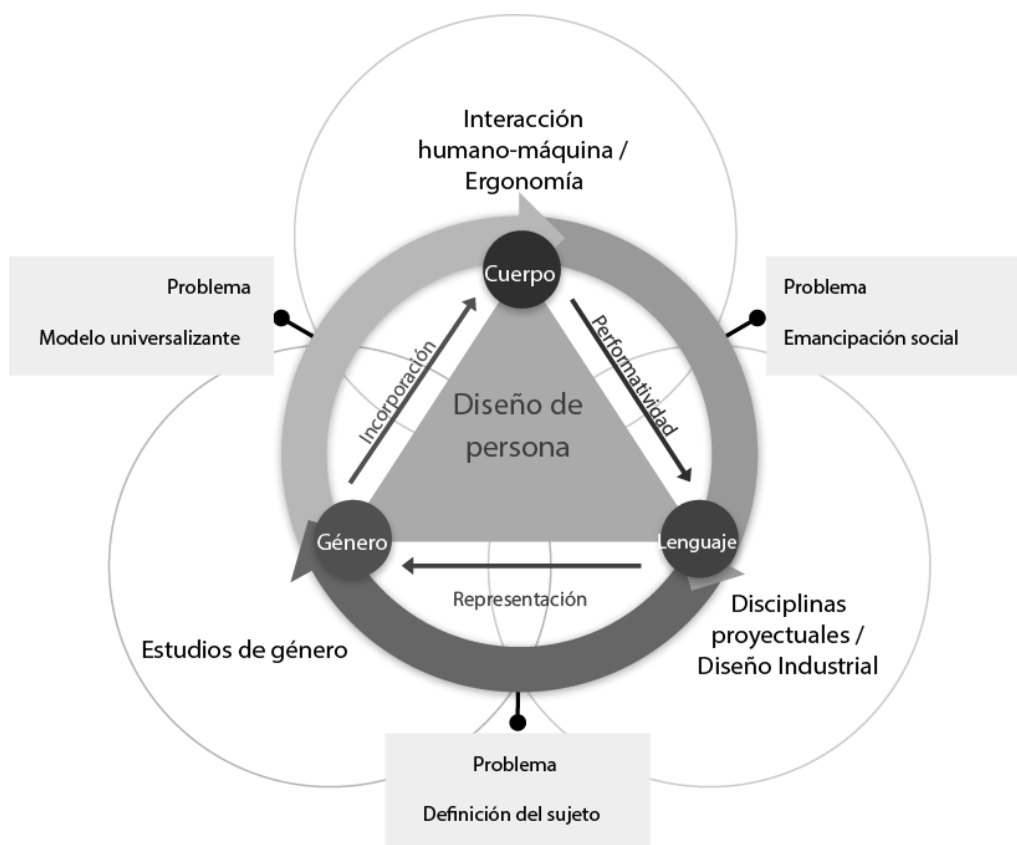 Interacción
humano-máquina /
Ergonomía
Cuerpo
Problema
Modelo universalizante
Problema
Emancipación social
Incorporación
Performatividad
Diseño de
persona
Género
Lenguaje
Representación
Estudios de género
Disciplinas
proyectuales /
Diseño Industrial
Problema
Definición del sujeto